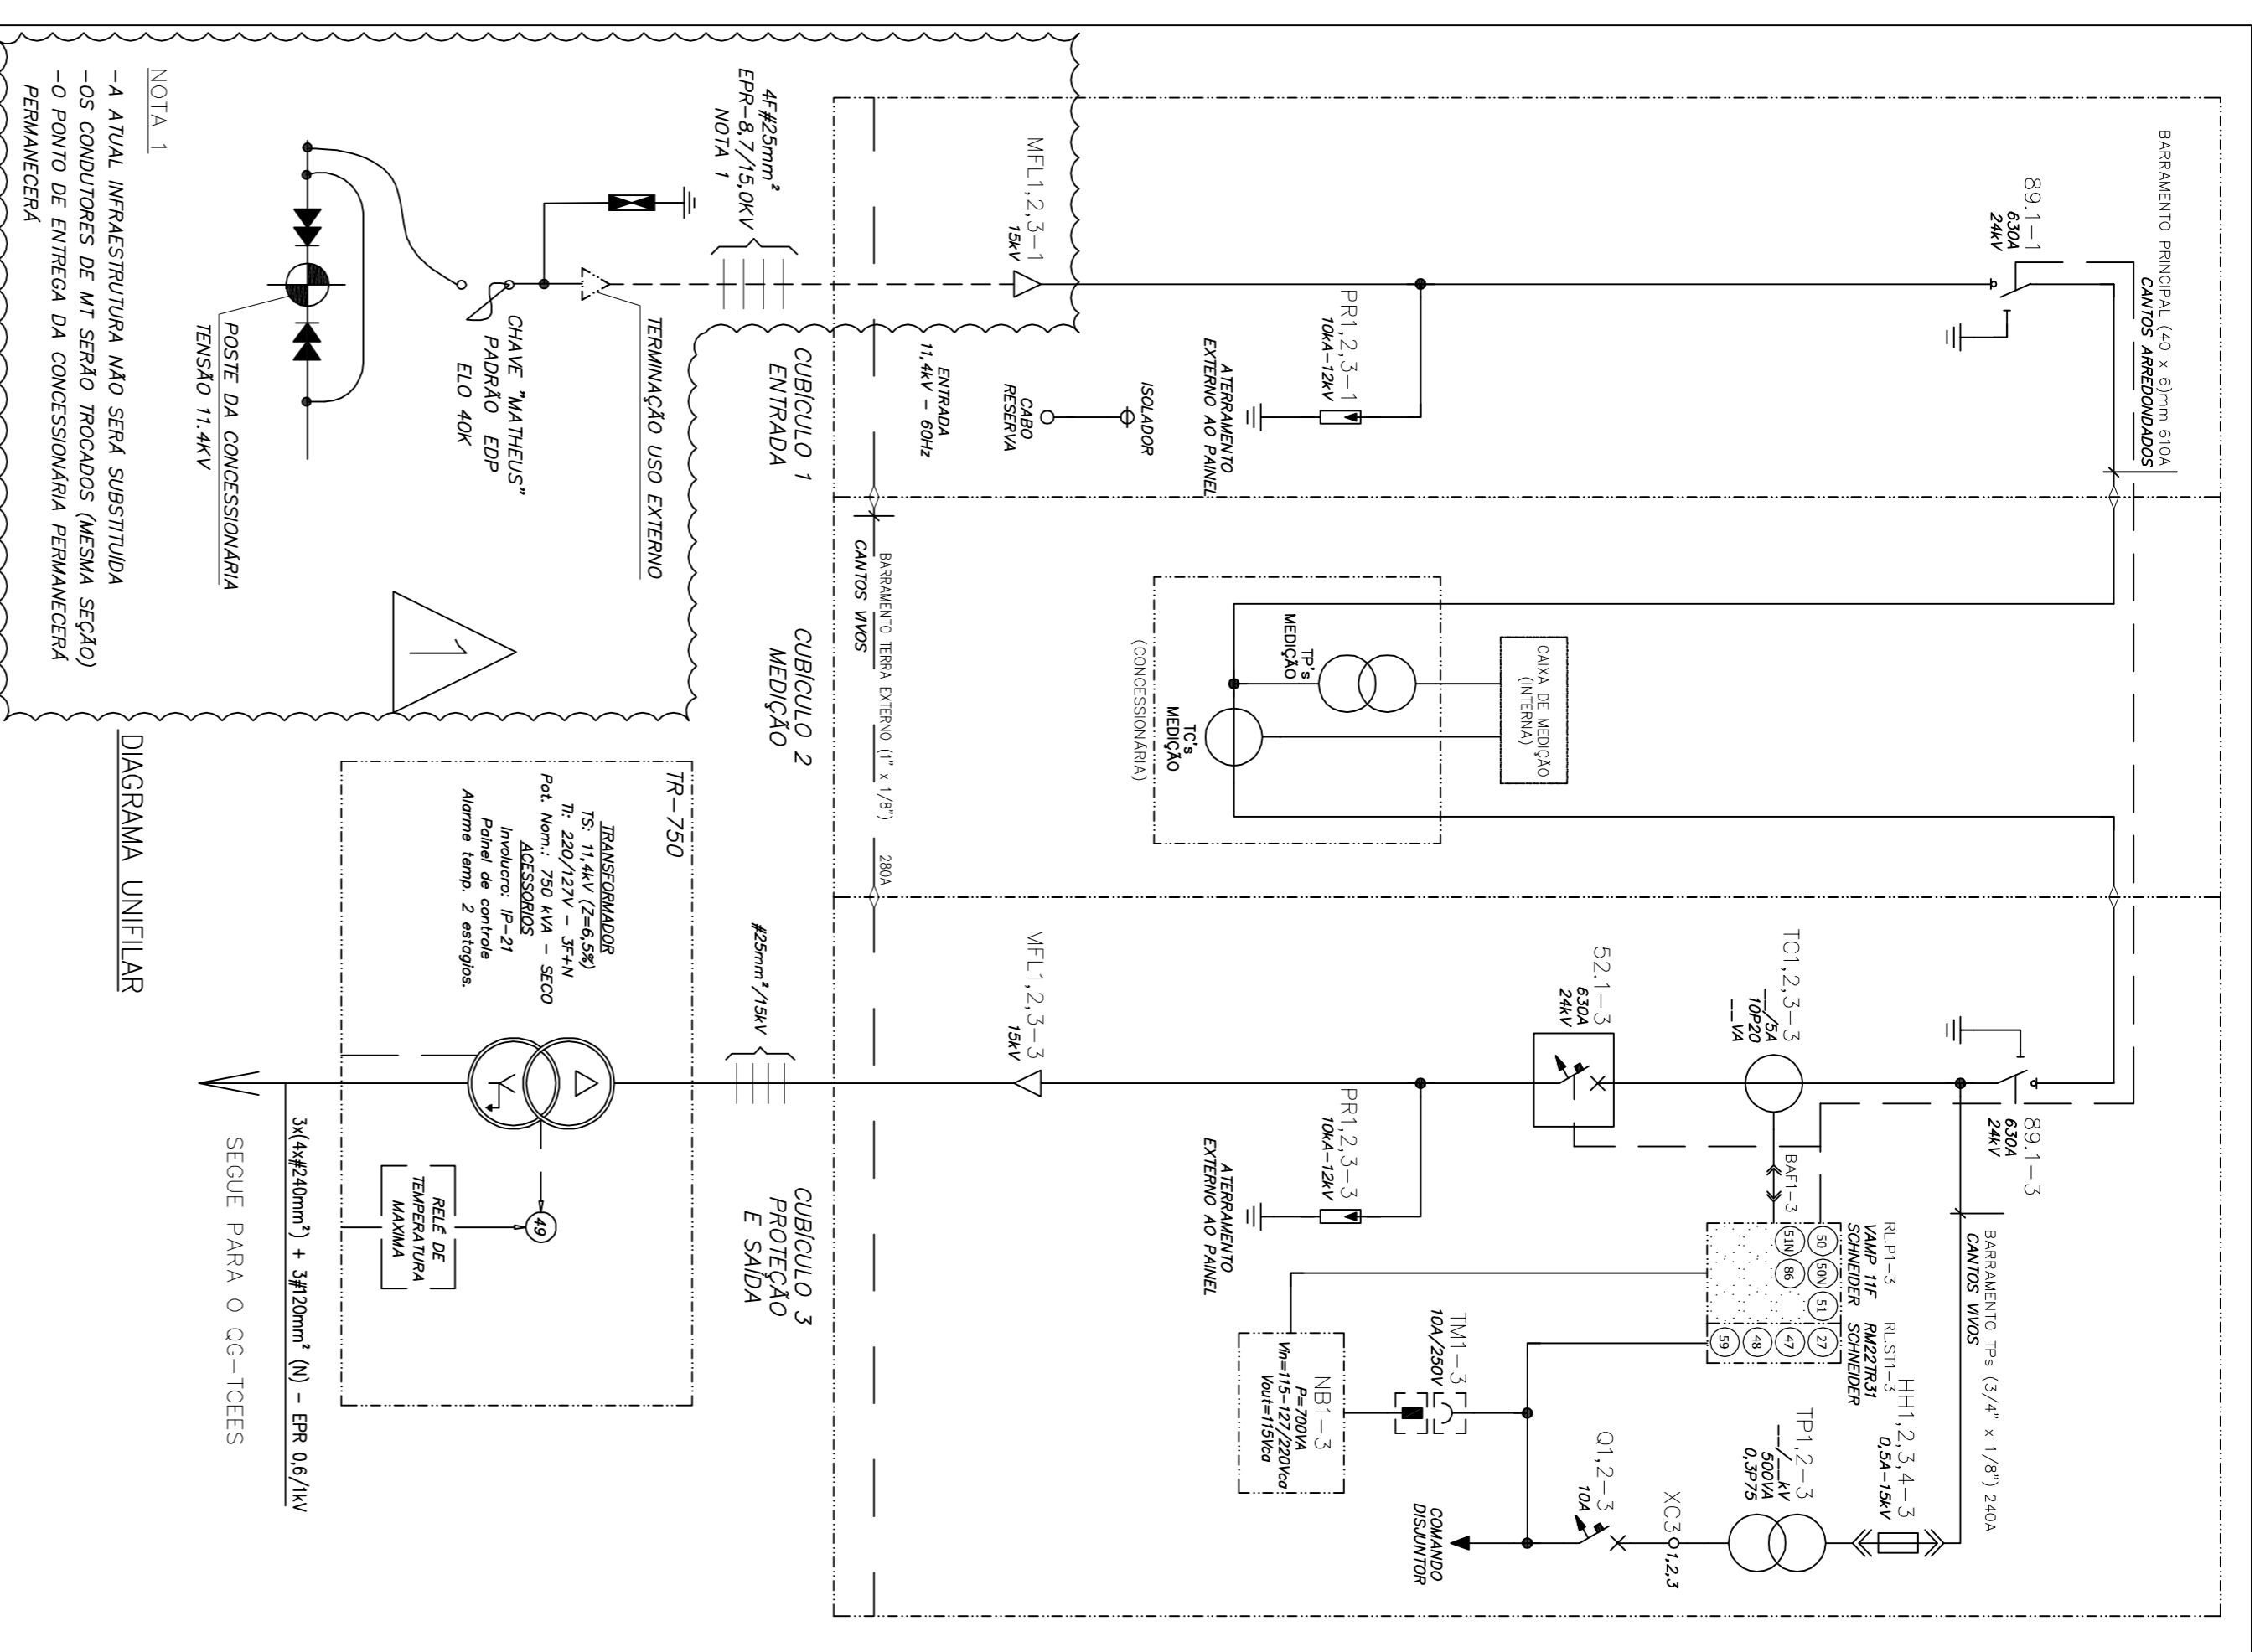 BARRAMENTO PRINCIPAL (40 x 6)mm 610A
CANTOS ARREDONDADOS
89.1-1
630A
24kV
PR1,2,3-1
10kA-12kV
ATERRAMENTO
EXTERNO AO PAINEL
ISOLADOR
CABO
RESERVA
ENTRADA
11,4kV - 60Hz
MFL1,2,3-1
15kV
CUBÍCULO 1
ENTRADA
4F#25mm²
EPR-8,7/15,0KV
NOTA 1
TERMINAÇÃO USO EXTERNO
CHAVE "MATHEUS"
PADRÃO EDP
ELO 40K
POSTE DA CONCESSIONÁRIA
TENSÃO 11.4KV
NOTA 1
-A ATUAL INFRAESTRUTURA NÃO SERÁ SUBSTITUÍDA
-OS CONDUTORES DE MT SERÃO TROCADOS (MESMA SEÇÃO)
-O PONTO DE ENTREGA DA CONCESSIONÁRIA PERMANECERÁ
PERMANECERÁ
1
CAIXA DE MEDIÇÃO
(INTERNA)
TP's
MEDIÇÃO
TC's
MEDIÇÃO
(CONCESSIONÁRIA)
BARRAMENTO TERRA EXTERNO (1" x 1/8") 280A
CANTOS VIVOS
CUBÍCULO 2
MEDIÇÃO
89.1-3
630A
24kV
BARRAMENTO TPs (3/4" x 1/8") 240A
CANTOS VIVOS
TC1,2,3-3
---/5A
10P20
---VA
BAF1-3
RL.P1-3
VAMP 11F
SCHNEIDER
50
50N
51
51N
86
RL.ST1-3
RM22TR31
SCHNEIDER
27
47
48
59
HH1,2,3,4-3
0,5A-15kV
TP1,2-3
---/---kV
500VA
0,3P75
XC3
1,2,3
Q1,2-3
10A
COMANDO
DISJUNTOR
52.1-3
630A
24kV
TM1-3
10A/250V
NB1-3
P=700VA
Vin=115-127/220Vca
Vout=115Vca
PR1,2,3-3
10kA-12kV
ATERRAMENTO
EXTERNO AO PAINEL
MFL1,2,3-3
15kV
CUBÍCULO 3
PROTEÇÃO
E SAÍDA
#25mm²/15kV
TR-750
TRANSFORMADOR
TS: 11,4kV (Z=6,5%)
TI: 220/127V - 3F+N
Pot. Nom.: 750 kVA - SECO
ACESSORIOS
Involucro: IP-21
Painel de controle
Alarme temp. 2 estagios.
49
RELÉ DE
TEMPERATURA
MAXIMA
3x(4x#240mm²) + 3#120mm² (N) - EPR 0,6/1kV
SEGUE PARA O QG-TCEES
DIAGRAMA UNIFILAR